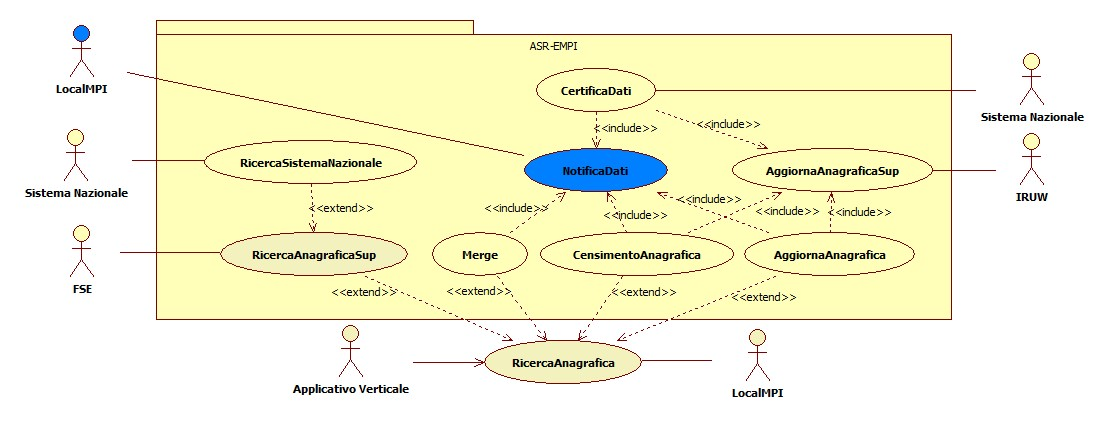 ASR-EMPI
LocalMPI
CertificaDati
Sistema Nazionale
<<include>>
<<include>>
Sistema Nazionale
RicercaSistemaNazionale
NotificaDati
AggiornaAnagraficaSup
IRUW
<<extend>>
<<include>>
<<include>>
<<include>>
<<include>>
FSE
RicercaAnagraficaSup
Merge
CensimentoAnagrafica
AggiornaAnagrafica
<<extend>>
<<extend>>
<<extend>>
<<extend>>
Applicativo Verticale
RicercaAnagrafica
LocalMPI